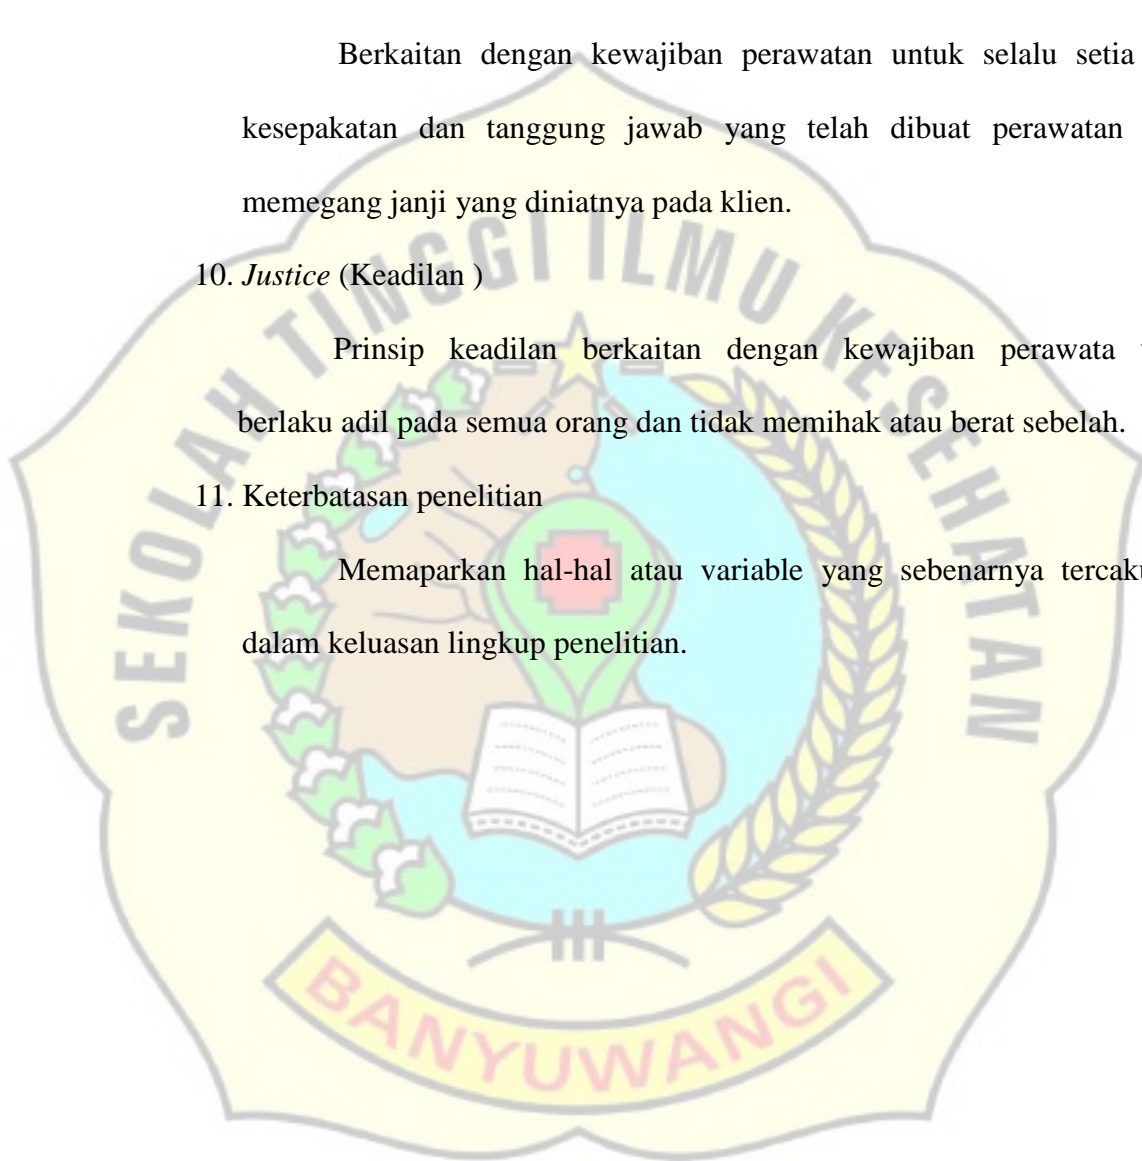 Berkaitan dengan kewajiban perawatan untuk selalu setia
kesepakatan dan tanggung jawab yang telah dibuat perawatan
memegang janji yang diniatnya pada klien.
10. Justice (Keadilan )
Prinsip keadilan berkaitan dengan kewajiban perawata
berlaku adil pada semua orang dan tidak memihak atau berat sebelah.
11. Keterbatasan penelitian
Memaparkan hal-hal atau variable yang sebenarnya
dalam keluasan lingkup penelitian.
SEKOLAH TINGGI ILMU KESEHATAN
BANYUWANGI